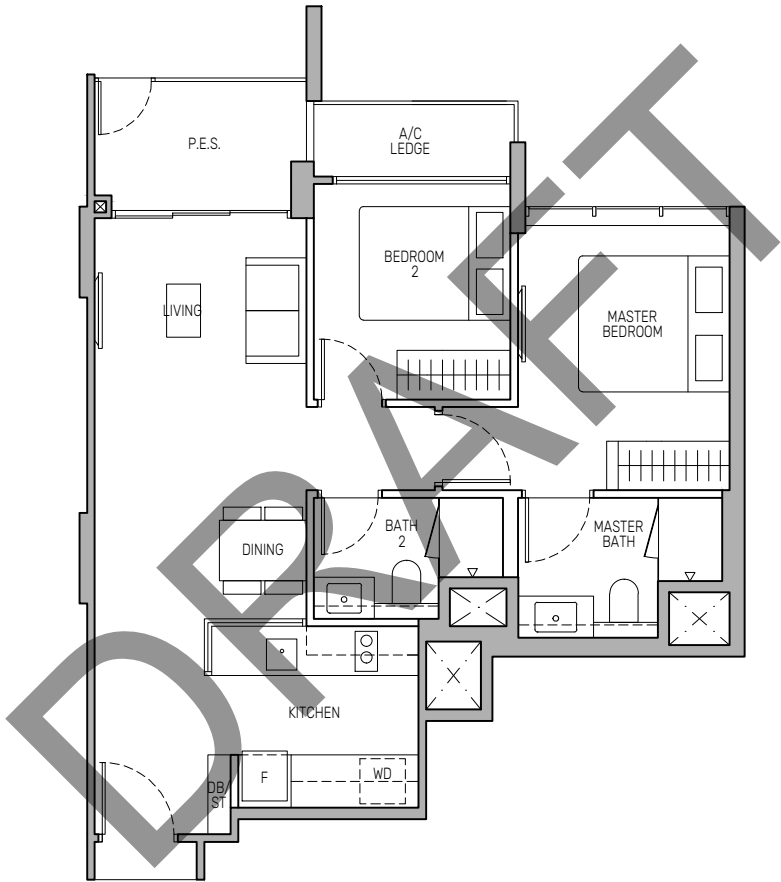 P.E.S.
A/C
LEDGE
BEDROOM
2
LIVING
MASTER
BEDROOM
DINING
BATH
2
MASTER
BATH
KITCHEN
F
WD
DB/
ST
DRAFT